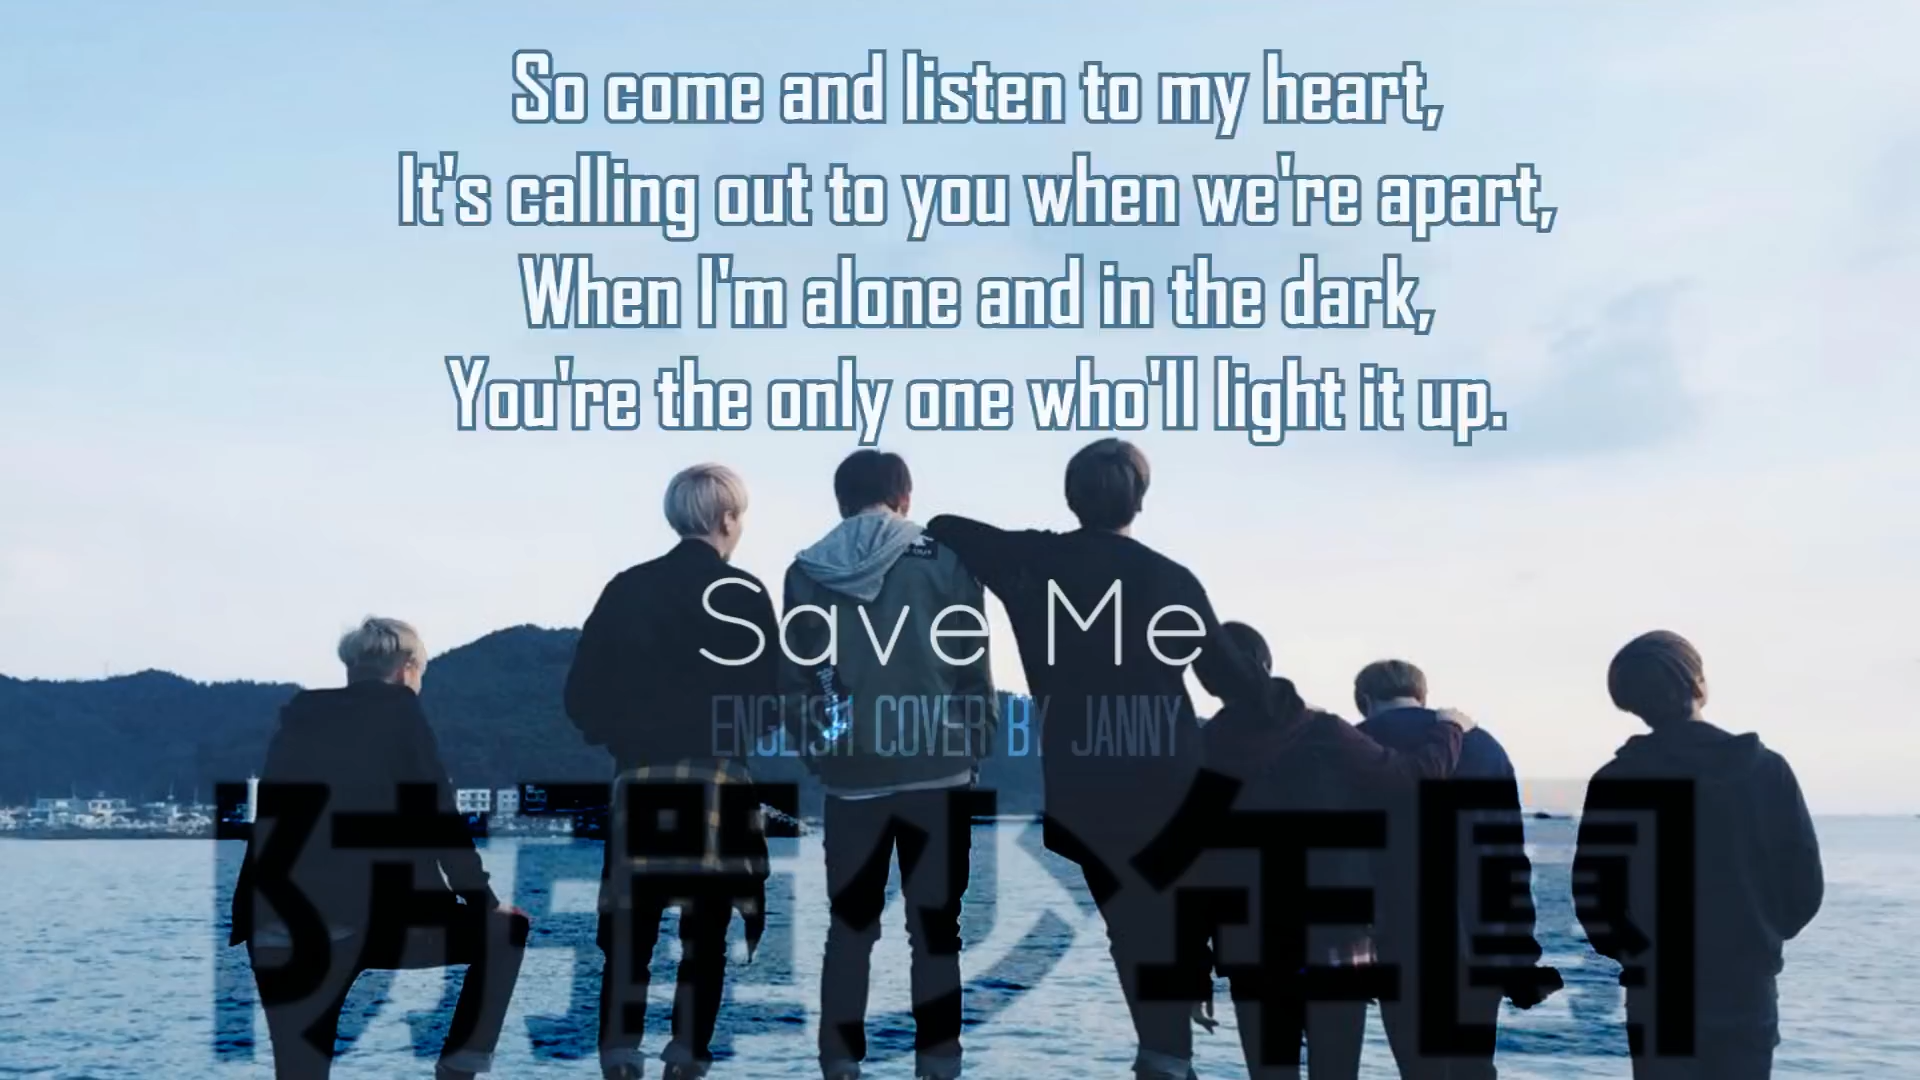 So come and listen to my heart,
It's calling out to you when we're apart,
When I'm alone and in the dark,
You're the only one who'll light it up.
Save Me
ENGLISH COVER BY JANNY
防彈少年團